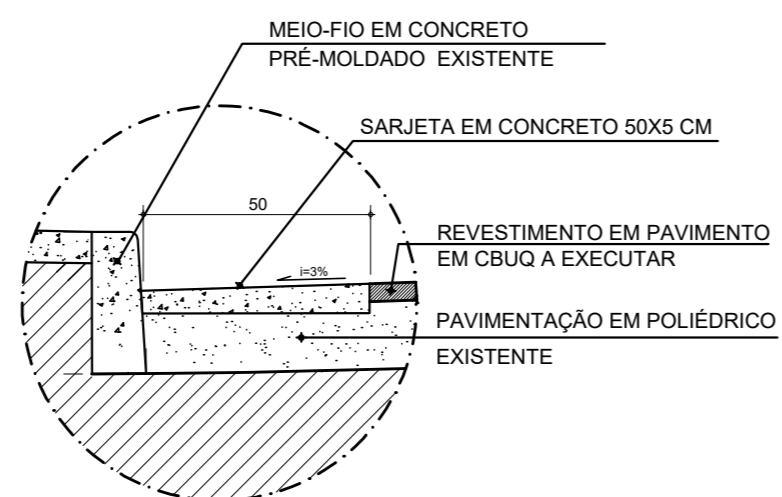 MEIO-FIO EM CONCRETO
PRÉ-MOLDADO EXISTENTE
SARJETA EM CONCRETO 50X5 CM
50
REVESTIMENTO EM PAVIMENTO
EM CBUQ A EXECUTAR
i=3%
PAVIMENTAÇÃO EM POLIÉDRICO
EXISTENTE